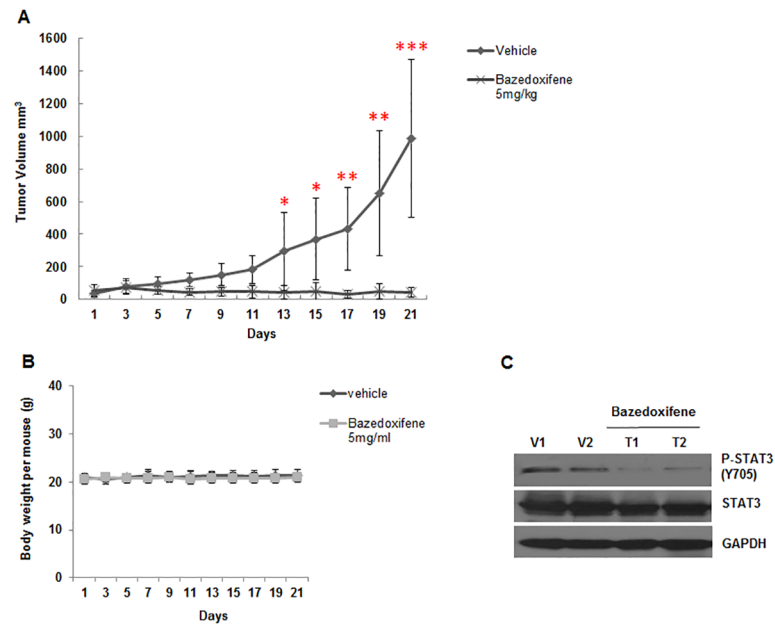 A
1600
1400
1200
1000
800
600
400
200
0
Tumor Volume mm³
1 3 5 7 9 11 13 15 17 19 21
Days
* * ** ** ***
Vehicle
Bazedoxifene
5mg/kg
B
40
30
20
10
0
Body weight per mouse (g)
1 3 5 7 9 11 13 15 17 19 21
Days
vehicle
Bazedoxifene
5mg/ml
C
Bazedoxifene
V1 V2 T1 T2
P-STAT3
(Y705)
STAT3
GAPDH